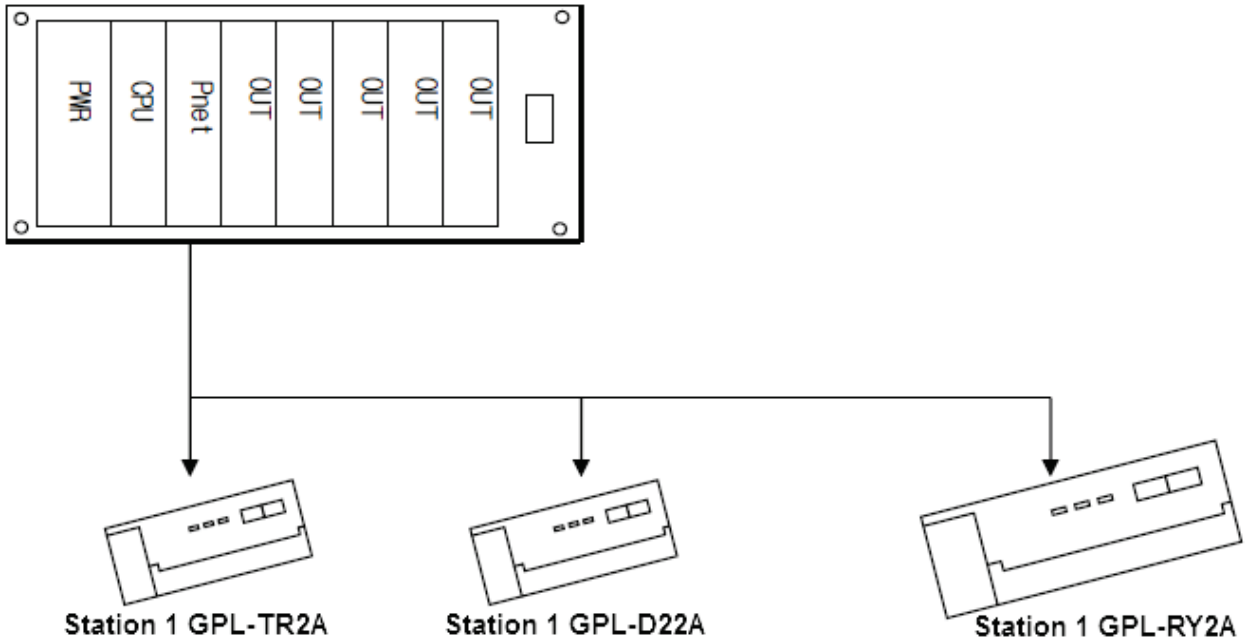 PWR
CPU
Pnet
OUT
OUT
OUT
OUT
OUT
Station 1 GPL-TR2A
Station 1 GPL-D22A
Station 1 GPL-RY2A